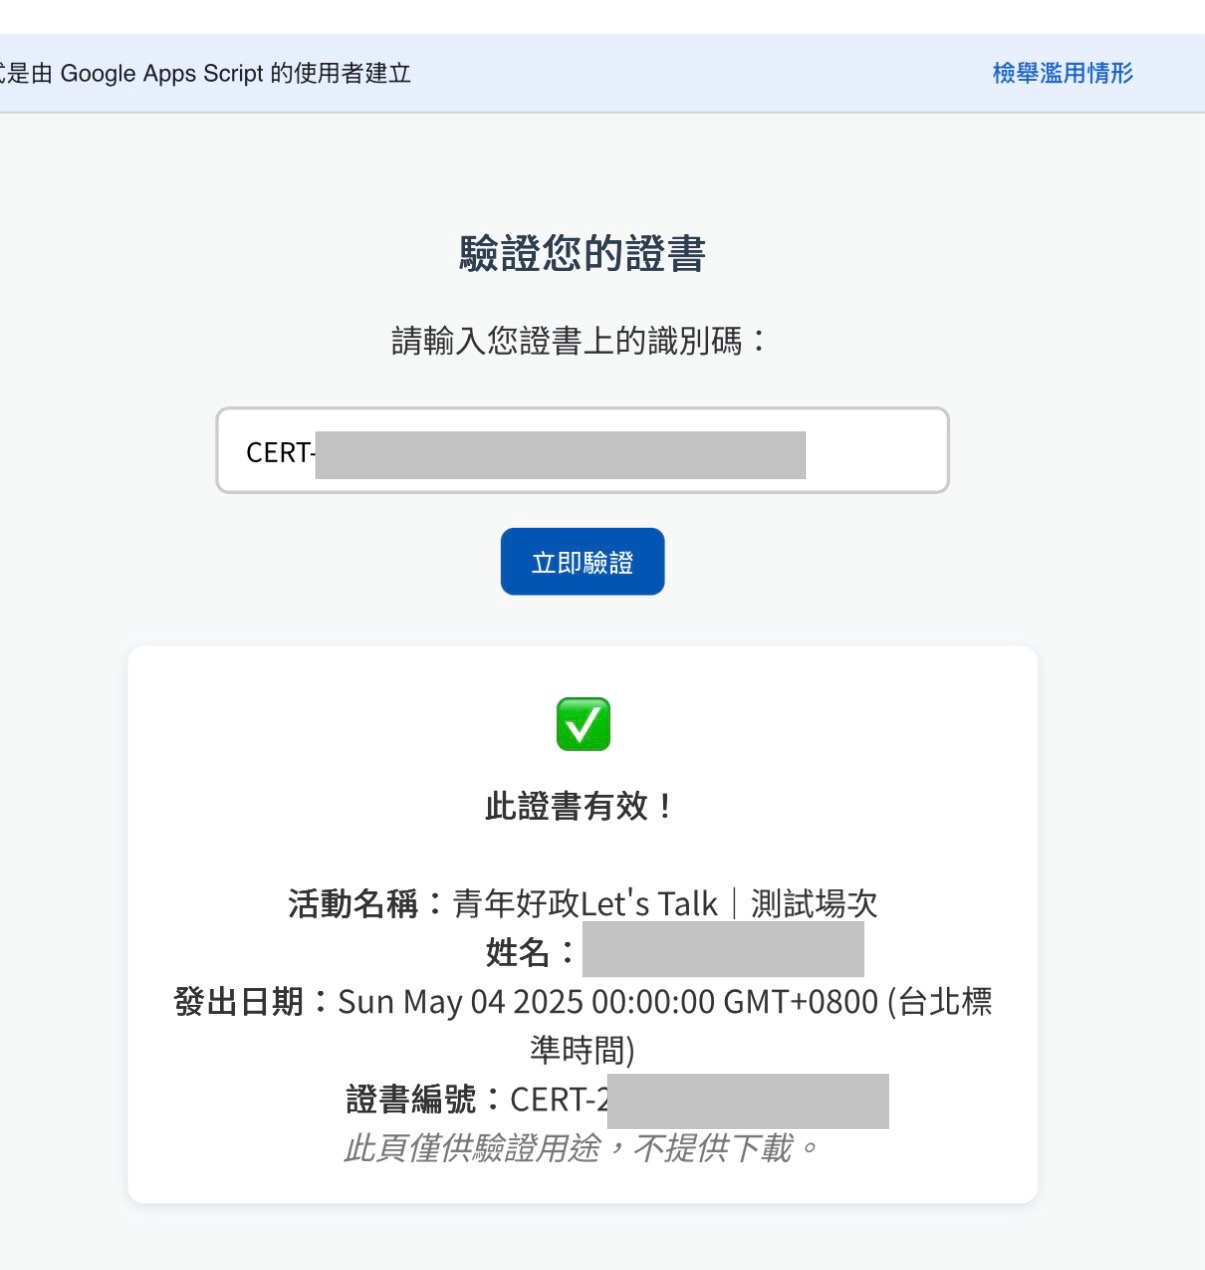 是由 Google Apps Script 的使用者建立
檢舉濫用情形
驗證您的證書
請輸入您證書上的識別碼：
CERT-
立即驗證
此證書有效！
活動名稱：青年好政Let's Talk｜測試場次
姓名：
發出日期：Sun May 04 2025 00:00:00 GMT+0800 (台北標
準時間)
證書編號：CERT-2
此頁僅供驗證用途，不提供下載。